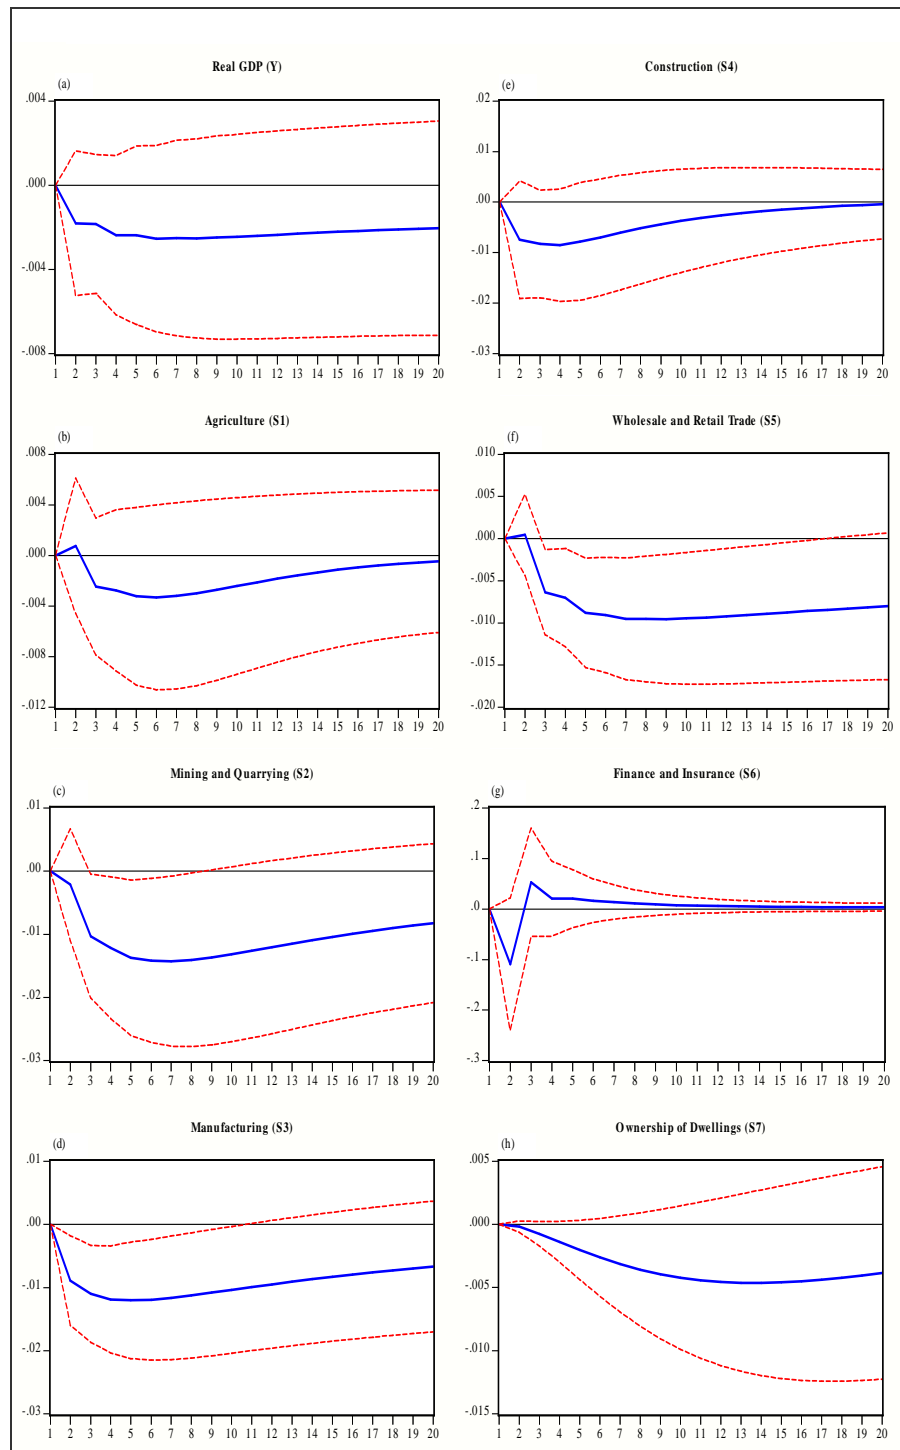 Real GDP (Y)
(a)
.004
.000
-.004
-.008
1 2 3 4 5 6 7 8 9 10 11 12 13 14 15 16 17 18 19 20
Construction (S4)
(e)
.02
.01
.00
-.01
-.02
-.03
1 2 3 4 5 6 7 8 9 10 11 12 13 14 15 16 17 18 19 20
Agriculture (S1)
(b)
.008
.004
.000
-.004
-.008
-.012
1 2 3 4 5 6 7 8 9 10 11 12 13 14 15 16 17 18 19 20
Wholesale and Retail Trade (S5)
(f)
.010
.005
.000
-.005
-.010
-.015
-.020
1 2 3 4 5 6 7 8 9 10 11 12 13 14 15 16 17 18 19 20
Mining and Quarrying (S2)
(c)
.01
.00
-.01
-.02
-.03
1 2 3 4 5 6 7 8 9 10 11 12 13 14 15 16 17 18 19 20
Finance and Insurance (S6)
(g)
.2
.1
.0
-.1
-.2
-.3
1 2 3 4 5 6 7 8 9 10 11 12 13 14 15 16 17 18 19 20
Manufacturing (S3)
(d)
.01
.00
-.01
-.02
-.03
1 2 3 4 5 6 7 8 9 10 11 12 13 14 15 16 17 18 19 20
Ownership of Dwellings (S7)
(h)
.005
.000
-.005
-.010
-.015
1 2 3 4 5 6 7 8 9 10 11 12 13 14 15 16 17 18 19 20